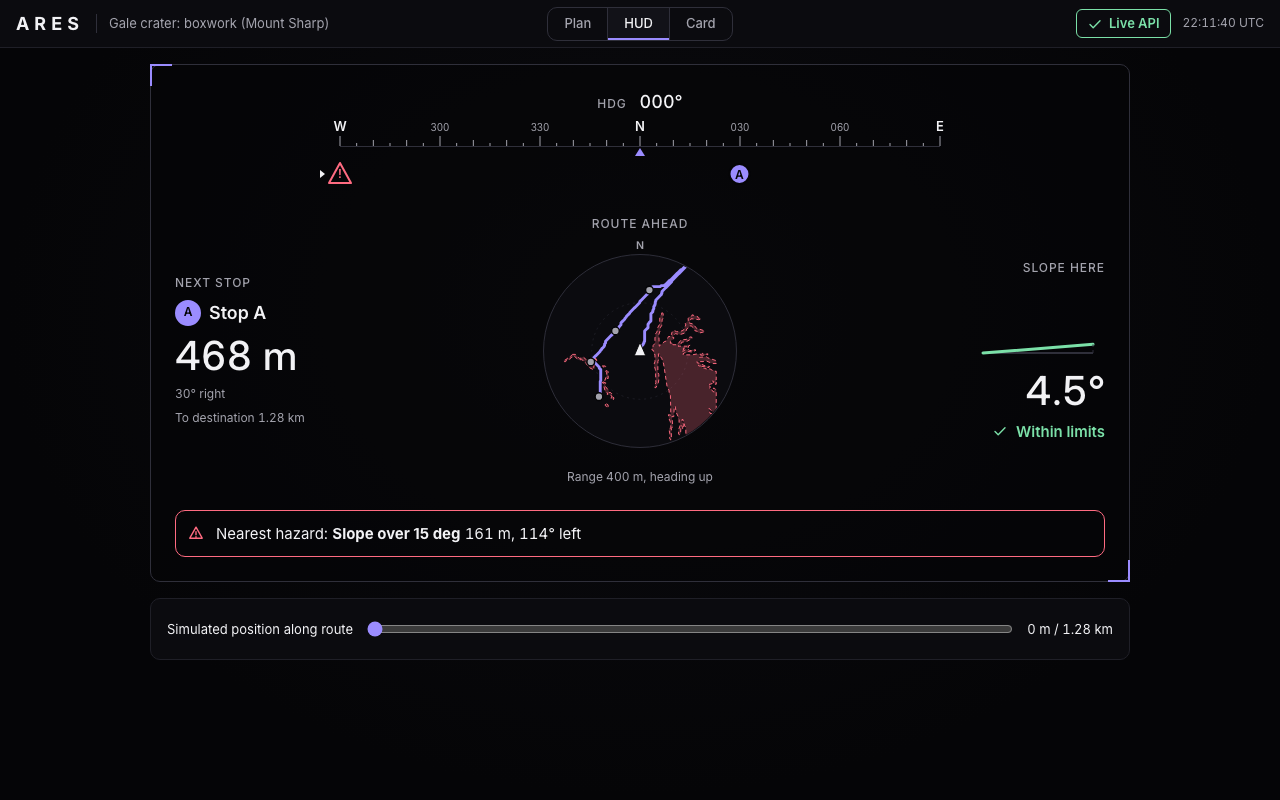 ARES
Gale crater: boxwork (Mount Sharp)
Plan
HUD
Card
Live API
22:11:40 UTC
HDG 000°
W 300 330 N 030 060 E
A
ROUTE AHEAD
N
NEXT STOP
A Stop A
468 m
30° right
To destination 1.28 km
SLOPE HERE
4.5°
Within limits
Range 400 m, heading up
Nearest hazard: Slope over 15 deg 161 m, 114° left
Simulated position along route
0 m / 1.28 km